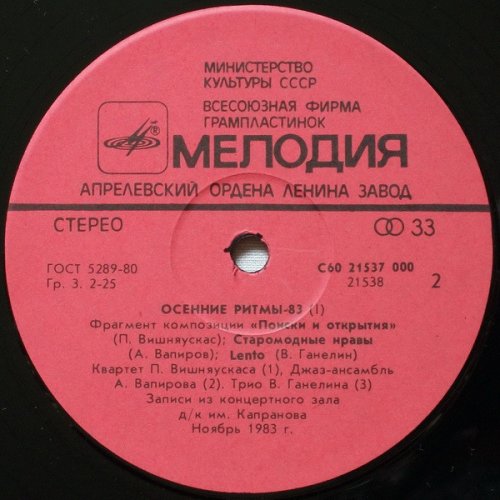 МИНИСТЕРСТВО
КУЛЬТУРЫ СССР
ВСЕСОЮЗНАЯ ФИРМА
ГРАМПЛАСТИНОК
МЕЛОДИЯ
®
АПРЕЛЕВСКИЙ ОРДЕНА ЛЕНИНА ЗАВОД
СТЕРЕО 33
ГОСТ 5289-80 С60 21537 000
Гр. 3. 2-25 21538 2
ОСЕННИЕ РИТМЫ-83 (I)
Фрагмент композиции «Поиски и открытия»
(П. Вишняускас); Старомодные нравы
(А. Вапиров); Lento (В. Ганелин)
Квартет П. Вишняускаса (1), Джаз-ансамбль
А. Вапирова (2). Трио В. Ганелина (3)
Записи из концертного зала
д/к им. Капранова
Ноябрь 1983 г.